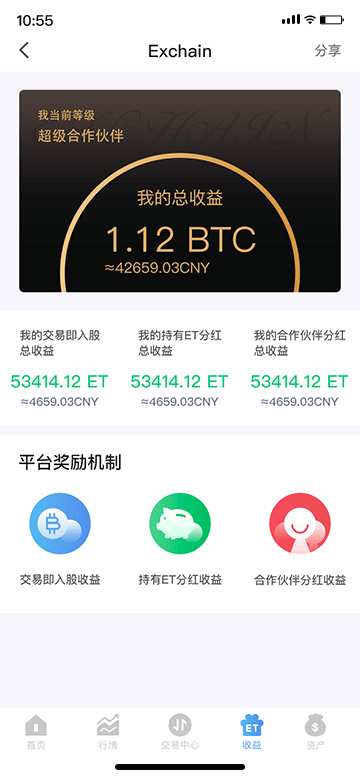 10:55
Exchain
分享
我当前等级
EXCHAIN
超级合作伙伴
我的总收益
1.12 BTC
≈42659.03CNY
我的交易即入股
总收益
53414.12 ET
≈4659.03CNY
我的持有ET分红
总收益
53414.12 ET
≈4659.03CNY
我的合作伙伴分红
总收益
53414.12 ET
≈4659.03CNY
平台奖励机制
交易即入股收益
持有ET分红收益
合作伙伴分红收益
首页
行情
交易中心
ET
收益
$
资产